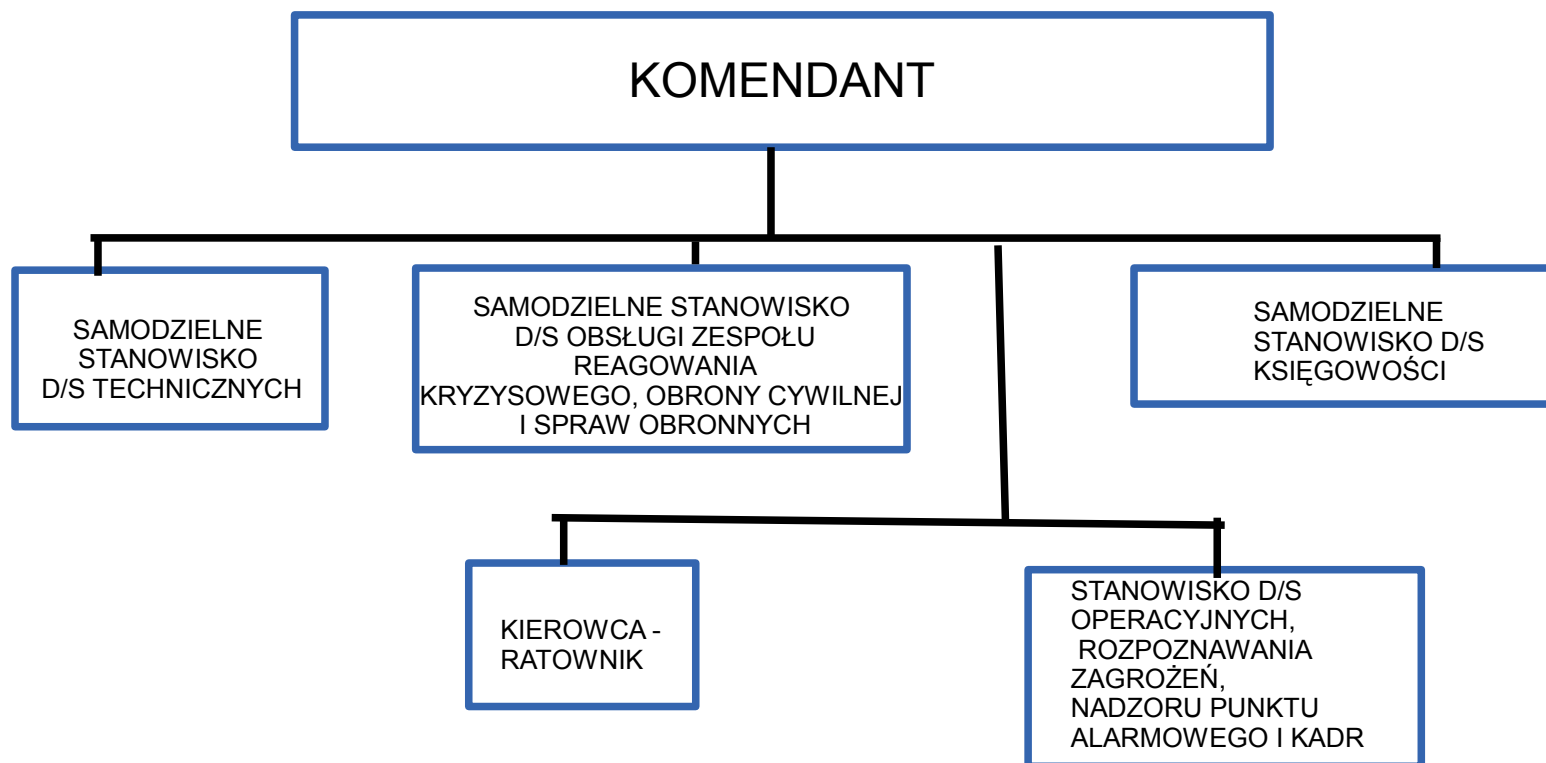 KOMENDANT
SAMODZIELNE
STANOWISKO
D/S TECHNICZNYCH
SAMODZIELNE STANOWISKO
D/S OBSŁUGI ZESPOŁU
REAGOWANIA
KRYZYSOWEGO, OBRONY CYWILNEJ
I SPRAW OBRONNYCH
SAMODZIELNE
STANOWISKO D/S
KSIĘGOWOŚCI
KIEROWCA -
RATOWNIK
STANOWISKO D/S
OPERACYJNYCH,
ROZPOZNAWANIA
ZAGROŻEŃ,
NADZORU PUNKTU
ALARMOWEGO I KADR